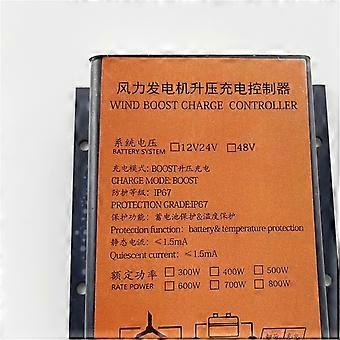 风力发电机升压充电控制器
WIND BOOST CHARGE CONTROLLER
系统电压 □12V24V □48V
BATTERY SYSTEM
充电模式: BOOST升压充电
CHARGE MODE: BOOST
防护等级: IP67
PROTECTION GRADE:IP67
保护功能: 蓄电池保护&温度保护
Protection function: battery& temperature protection
静态电流: ≤1.5mA
Quiescent current: ≤1.5mA
额定功率 □300W □400W □500W
RATE POWER □600W □700W □800W